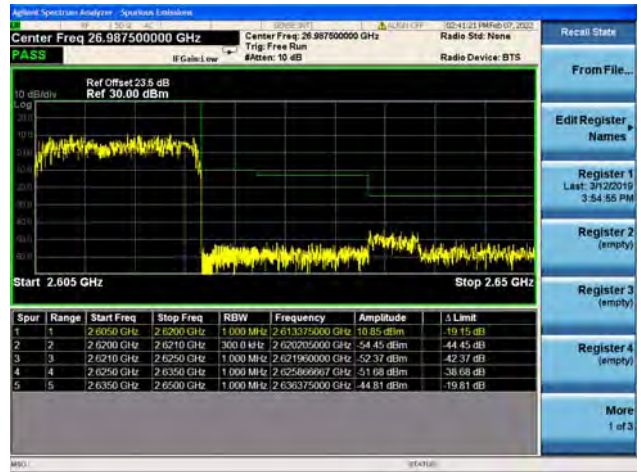 Agilent Spectrum Analyzer - Spurious Emissions
RF 50 Ω AC SENSE:INT ALIGN OFF 02:41:21 PM Feb 07, 2022
Center Freq 26.987500000 GHz
Center Freq: 26.987500000 GHz
Radio Std: None
Trig: Free Run
PASS
IFGain:Low
#Atten: 10 dB
Radio Device: BTS
Ref Offset 23.5 dB
10 dB/div Ref 30.00 dBm
Log
Start 2.605 GHz
Stop 2.65 GHz
Spur Range Start Freq Stop Freq RBW Frequency Amplitude Δ Limit
1 1 2.6050 GHz 2.6200 GHz 1.000 MHz 2.613375000 GHz 10.85 dBm -19.15 dB
2 2 2.6200 GHz 2.6210 GHz 300.0 kHz 2.620205000 GHz -54.45 dBm -44.45 dB
3 3 2.6210 GHz 2.6250 GHz 1.000 MHz 2.621960000 GHz -52.37 dBm -42.37 dB
4 4 2.6250 GHz 2.6350 GHz 1.000 MHz 2.625866667 GHz -51.68 dBm -38.68 dB
5 5 2.6350 GHz 2.6500 GHz 1.000 MHz 2.636375000 GHz -44.81 dBm -19.81 dB
MSG
STATUS
Recall State
From File...
Edit Register
Names
Register 1
Last: 3/12/2019
3:54:55 PM
Register 2
(empty)
Register 3
(empty)
Register 4
(empty)
More
1 of 3